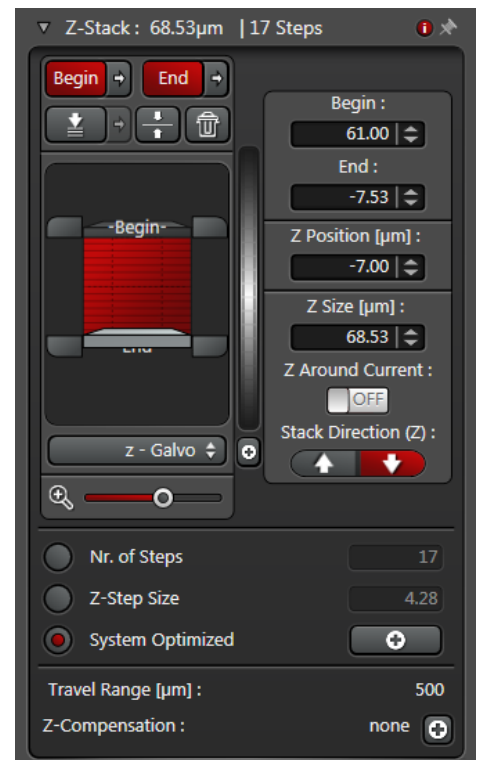 Z-Stack : 68.53µm | 17 Steps
Begin End
Begin :
61.00
End :
-7.53
-Begin-
End
Z Position [µm] :
-7.00
Z Size [µm] :
68.53
Z Around Current :
OFF
Stack Direction (Z) :
z - Galvo
Nr. of Steps 17
Z-Step Size 4.28
System Optimized
Travel Range [µm] : 500
Z-Compensation : none